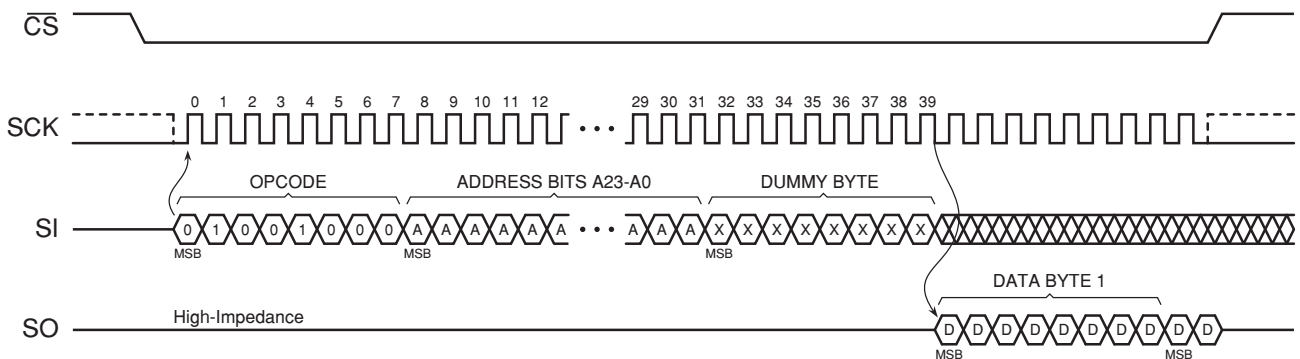 CS
0 1 2 3 4 5 6 7 8 9 10 11 12 29 30 31 32 33 34 35 36 37 38 39
SCK
OPCODE ADDRESS BITS A23-A0 DUMMY BYTE
SI 0 1 0 0 1 0 0 0 A A A A A A A A A X X X X X X X X
MSB MSB MSB
DATA BYTE 1
SO High-Impedance D D D D D D D D D D
MSB MSB